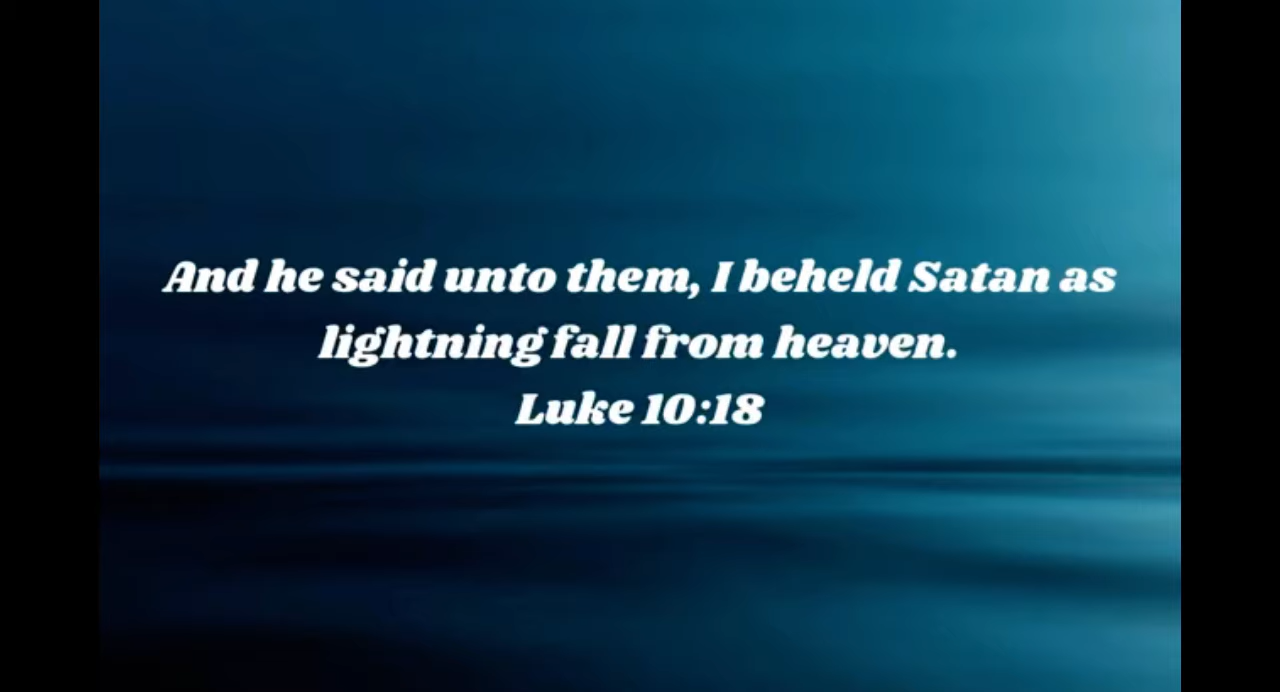 And he said unto them, I beheld Satan as
lightning fall from heaven.
Luke 10:18